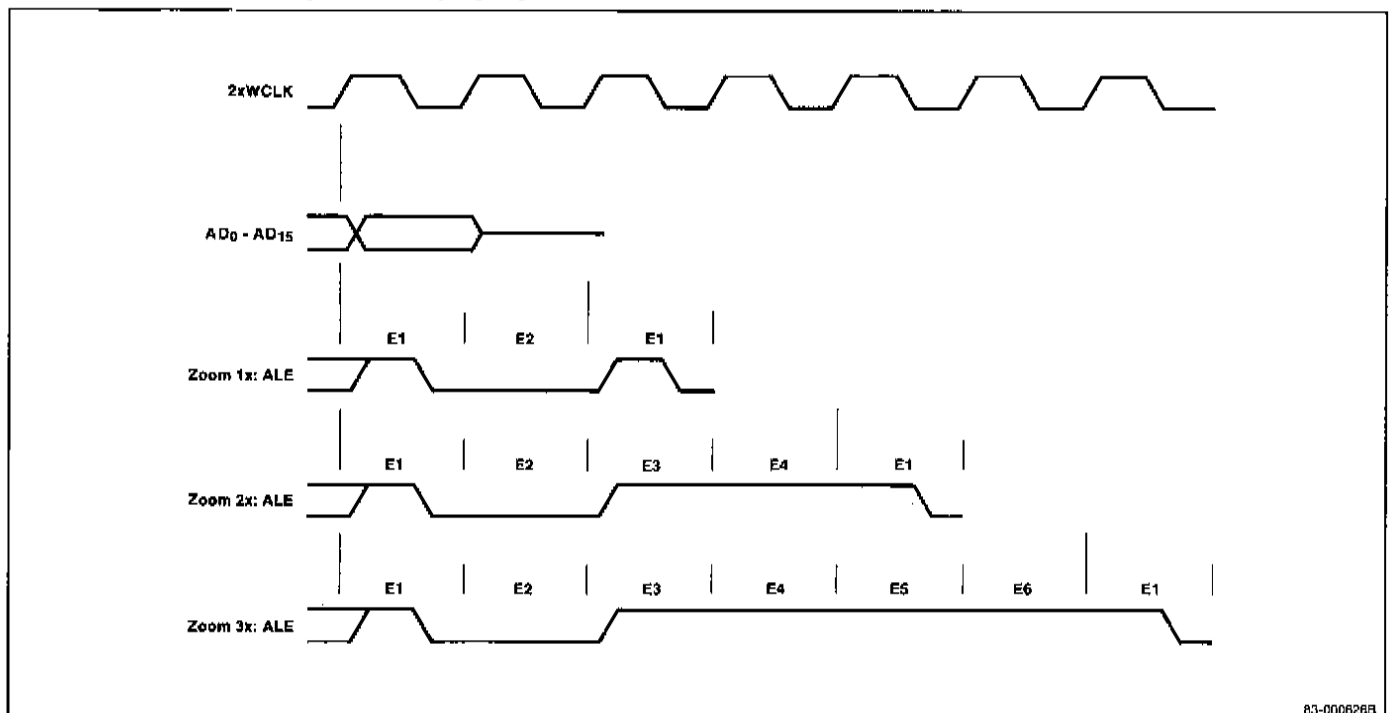 2xWCLK
AD0 - AD15
E1 E2 E1
Zoom 1x: ALE
E1 E2 E3 E4 E1
Zoom 2x: ALE
E1 E2 E3 E4 E5 E6 E1
Zoom 3x: ALE
83-000626B